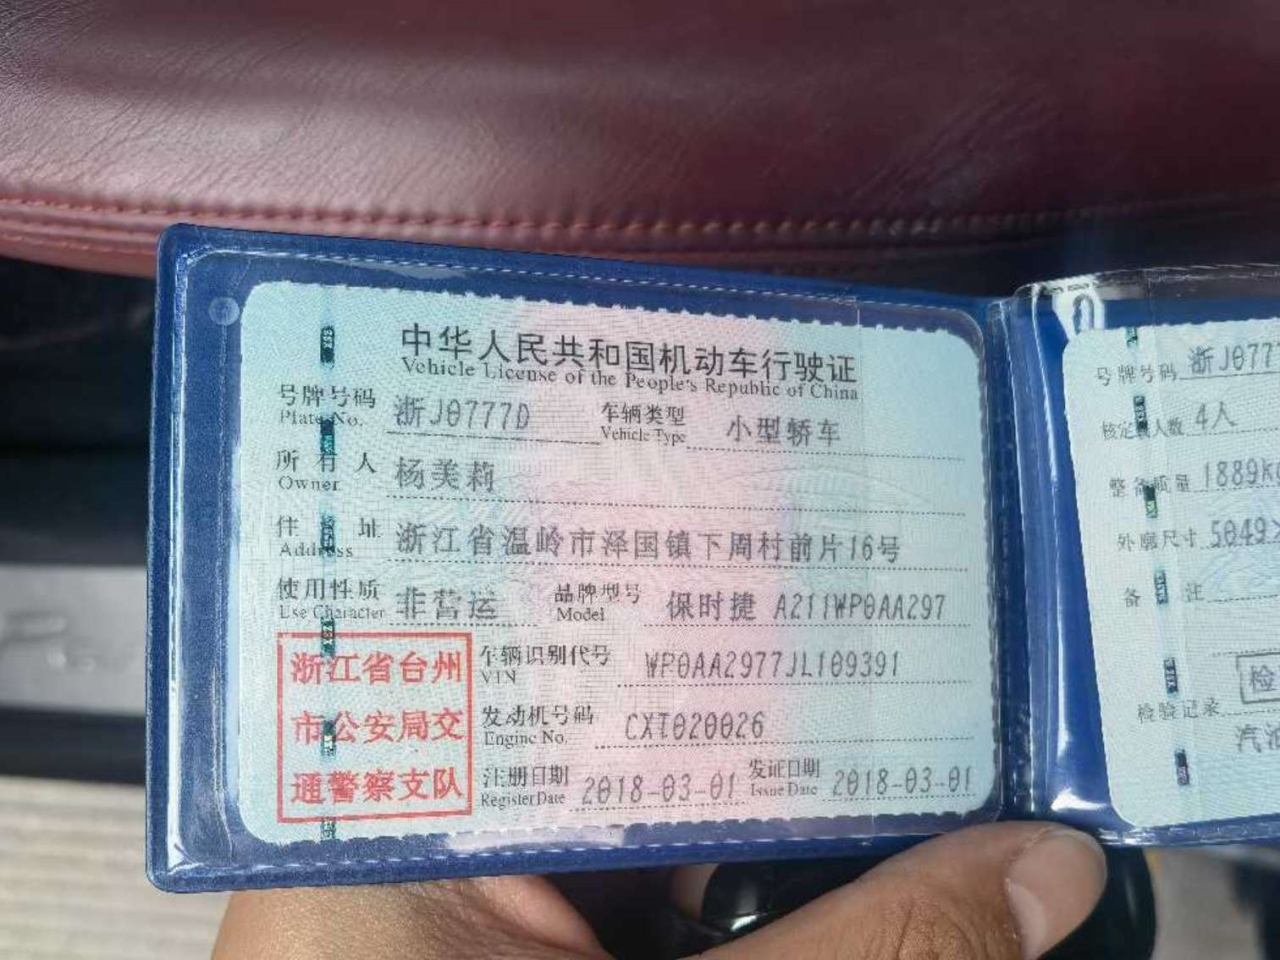 中华人民共和国机动车行驶证
Vehicle License of the People's Republic of China
号牌号码 浙J0777D 车辆类型 小型轿车
Plate No. Vehicle Type
所有人 杨美莉
Owner
住址 浙江省温岭市泽国镇下周村前片16号
Address
使用性质 非营运 品牌型号 保时捷 A211WP0AA297
Use Character Model
浙江省台州
市公安局交
通警察支队
车辆识别代号 WP0AA2977JL109391
VIN
发动机号码 CXT020026
Engine No.
注册日期 2018-03-01 发证日期 2018-03-01
Register Date Issue Date
号牌号码 浙J0777
核定载人数 4人
整备质量 1889kg
外廓尺寸 5049
备注
检
检验记录
汽油